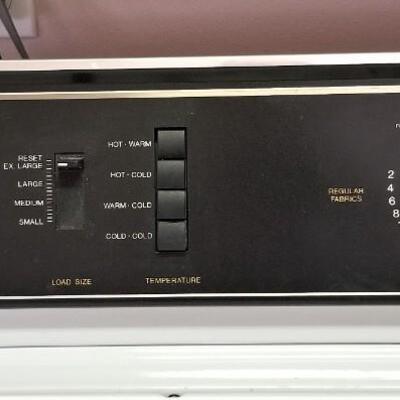 RESET
EX. LARGE
LARGE
MEDIUM
SMALL
LOAD SIZE
HOT - WARM
HOT - COLD
WARM - COLD
COLD - COLD
TEMPERATURE
REGULAR
FABRICS
2
4
6
8